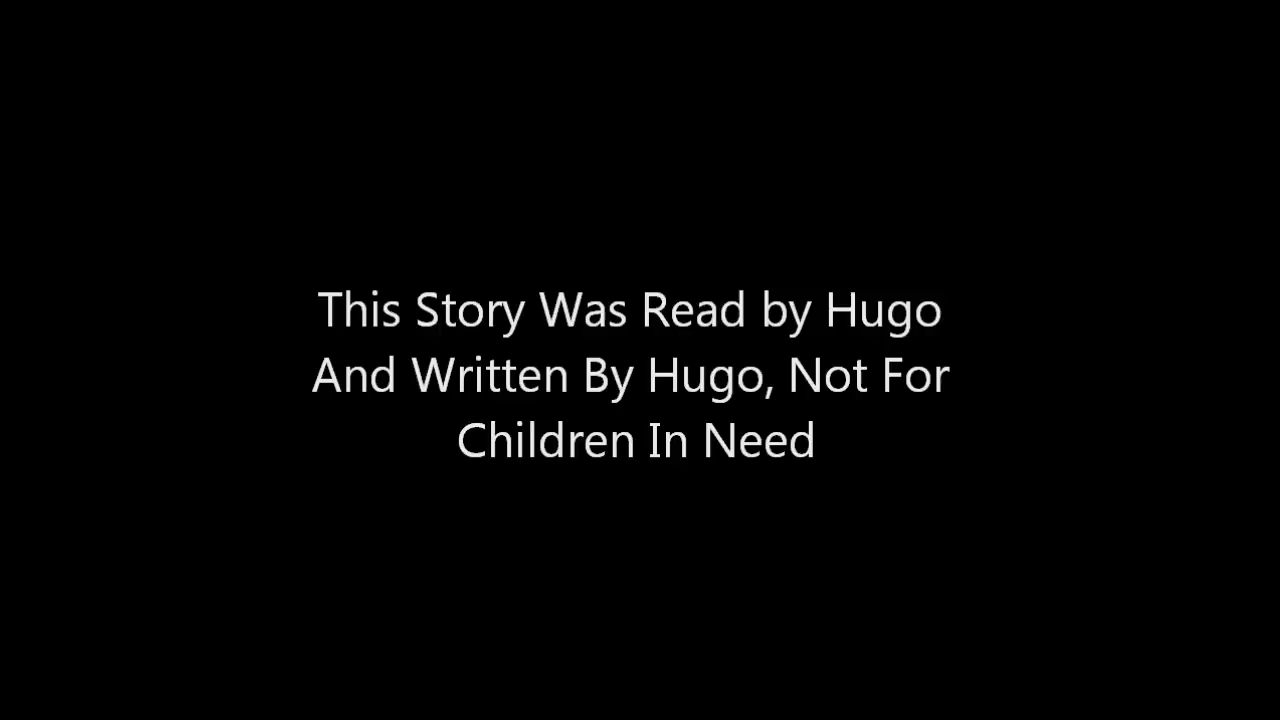 This Story Was Read by Hugo
And Written By Hugo, Not For
Children In Need